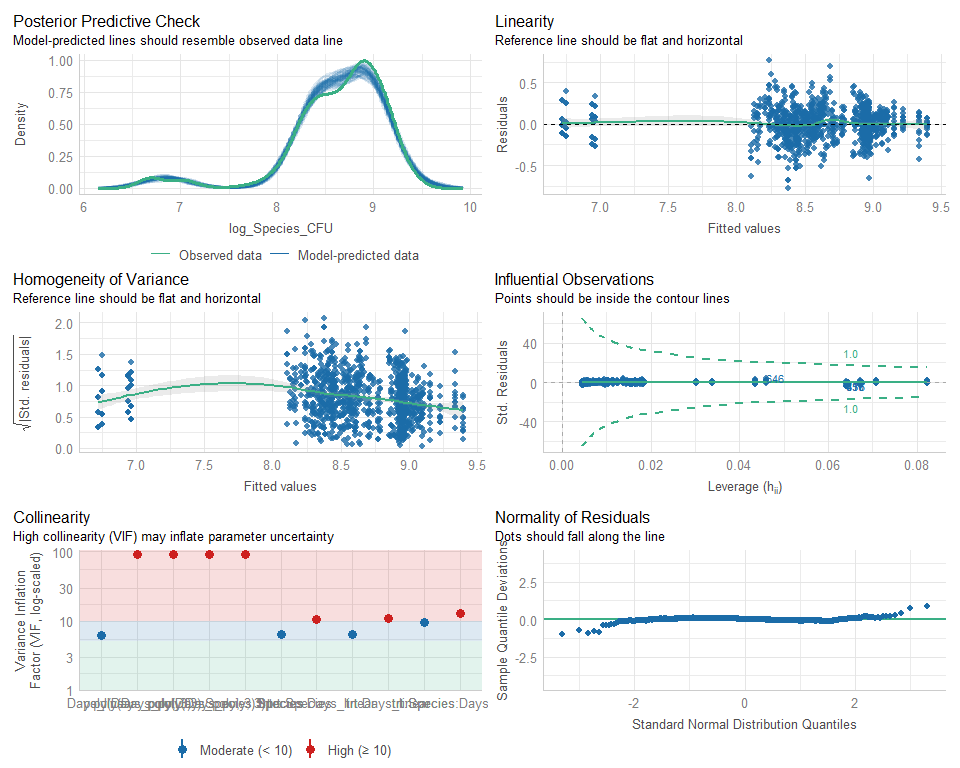 Posterior Predictive Check
Model-predicted lines should resemble observed data line
1.00
0.75
0.50
0.25
0.00
Density
6
7
8
9
10
log_Species_CFU
Observed data
Model-predicted data
Linearity
Reference line should be flat and horizontal
0.5
0.0
-0.5
Residuals
7.0
7.5
8.0
8.5
9.0
9.5
Fitted values
Homogeneity of Variance
Reference line should be flat and horizontal
2.0
1.5
1.0
0.5
0.0
√|Std. residuals|
7.0
7.5
8.0
8.5
9.0
9.5
Fitted values
Influential Observations
Points should be inside the contour lines
40
0
-40
Std. Residuals
1.0
646
1.0
0.00
0.02
0.04
0.06
0.08
Leverage (hii)
Collinearity
High collinearity (VIF) may inflate parameter uncertainty
100
30
10
3
1
Variance Inflation
Factor (VIF, log-scaled)
Moderate (< 10)
High (≥ 10)
Normality of Residuals
Dots should fall along the line
2.5
0.0
-2.5
Sample Quantile Deviations
-2
0
2
Standard Normal Distribution Quantiles